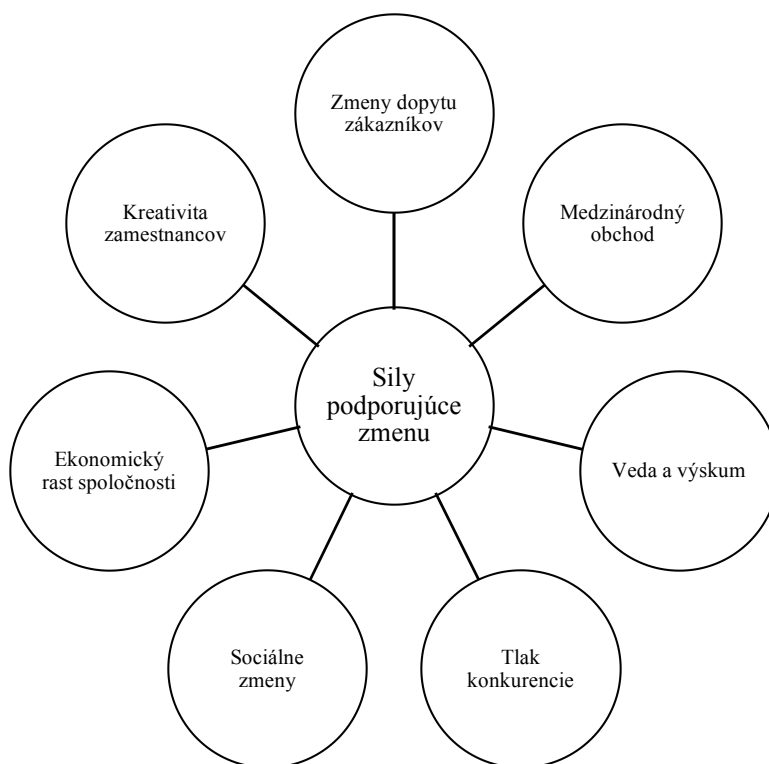 Zmeny dopytu
zákazníkov
Medzinárodný
obchod
Veda a výskum
Tlak
konkurencie
Sociálne
zmeny
Ekonomický
rast spoločnosti
Kreativita
zamestnancov
Sily
podporujúce
zmenu